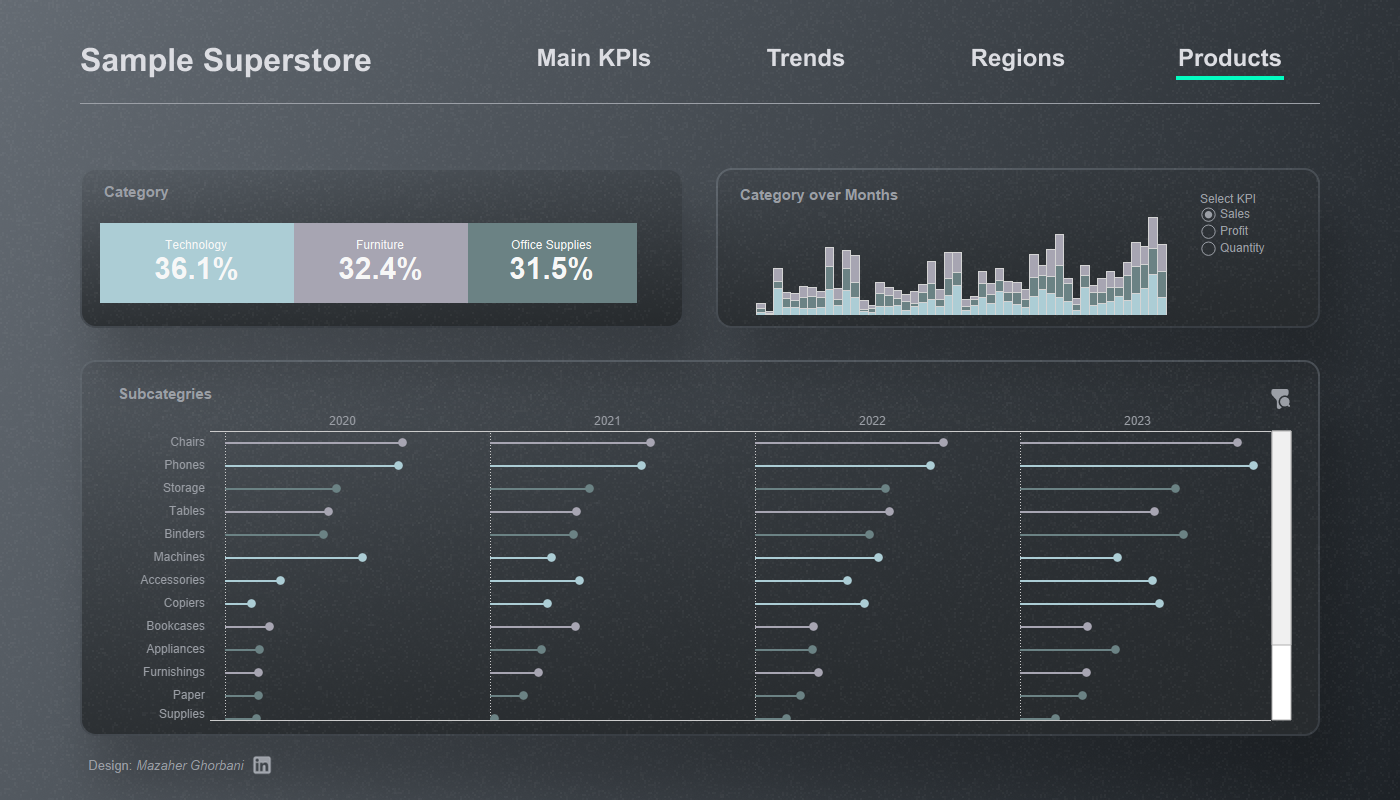 Sample Superstore
Main KPIs
Trends
Regions
Products
Category
Technology
36.1%
Furniture
32.4%
Office Supplies
31.5%
Category over Months
Select KPI
Sales
Profit
Quantity
Subcategries
2020 2021 2022 2023
Chairs
Phones
Storage
Tables
Binders
Machines
Accessories
Copiers
Bookcases
Appliances
Furnishings
Paper
Supplies
Design: Mazaher Ghorbani in